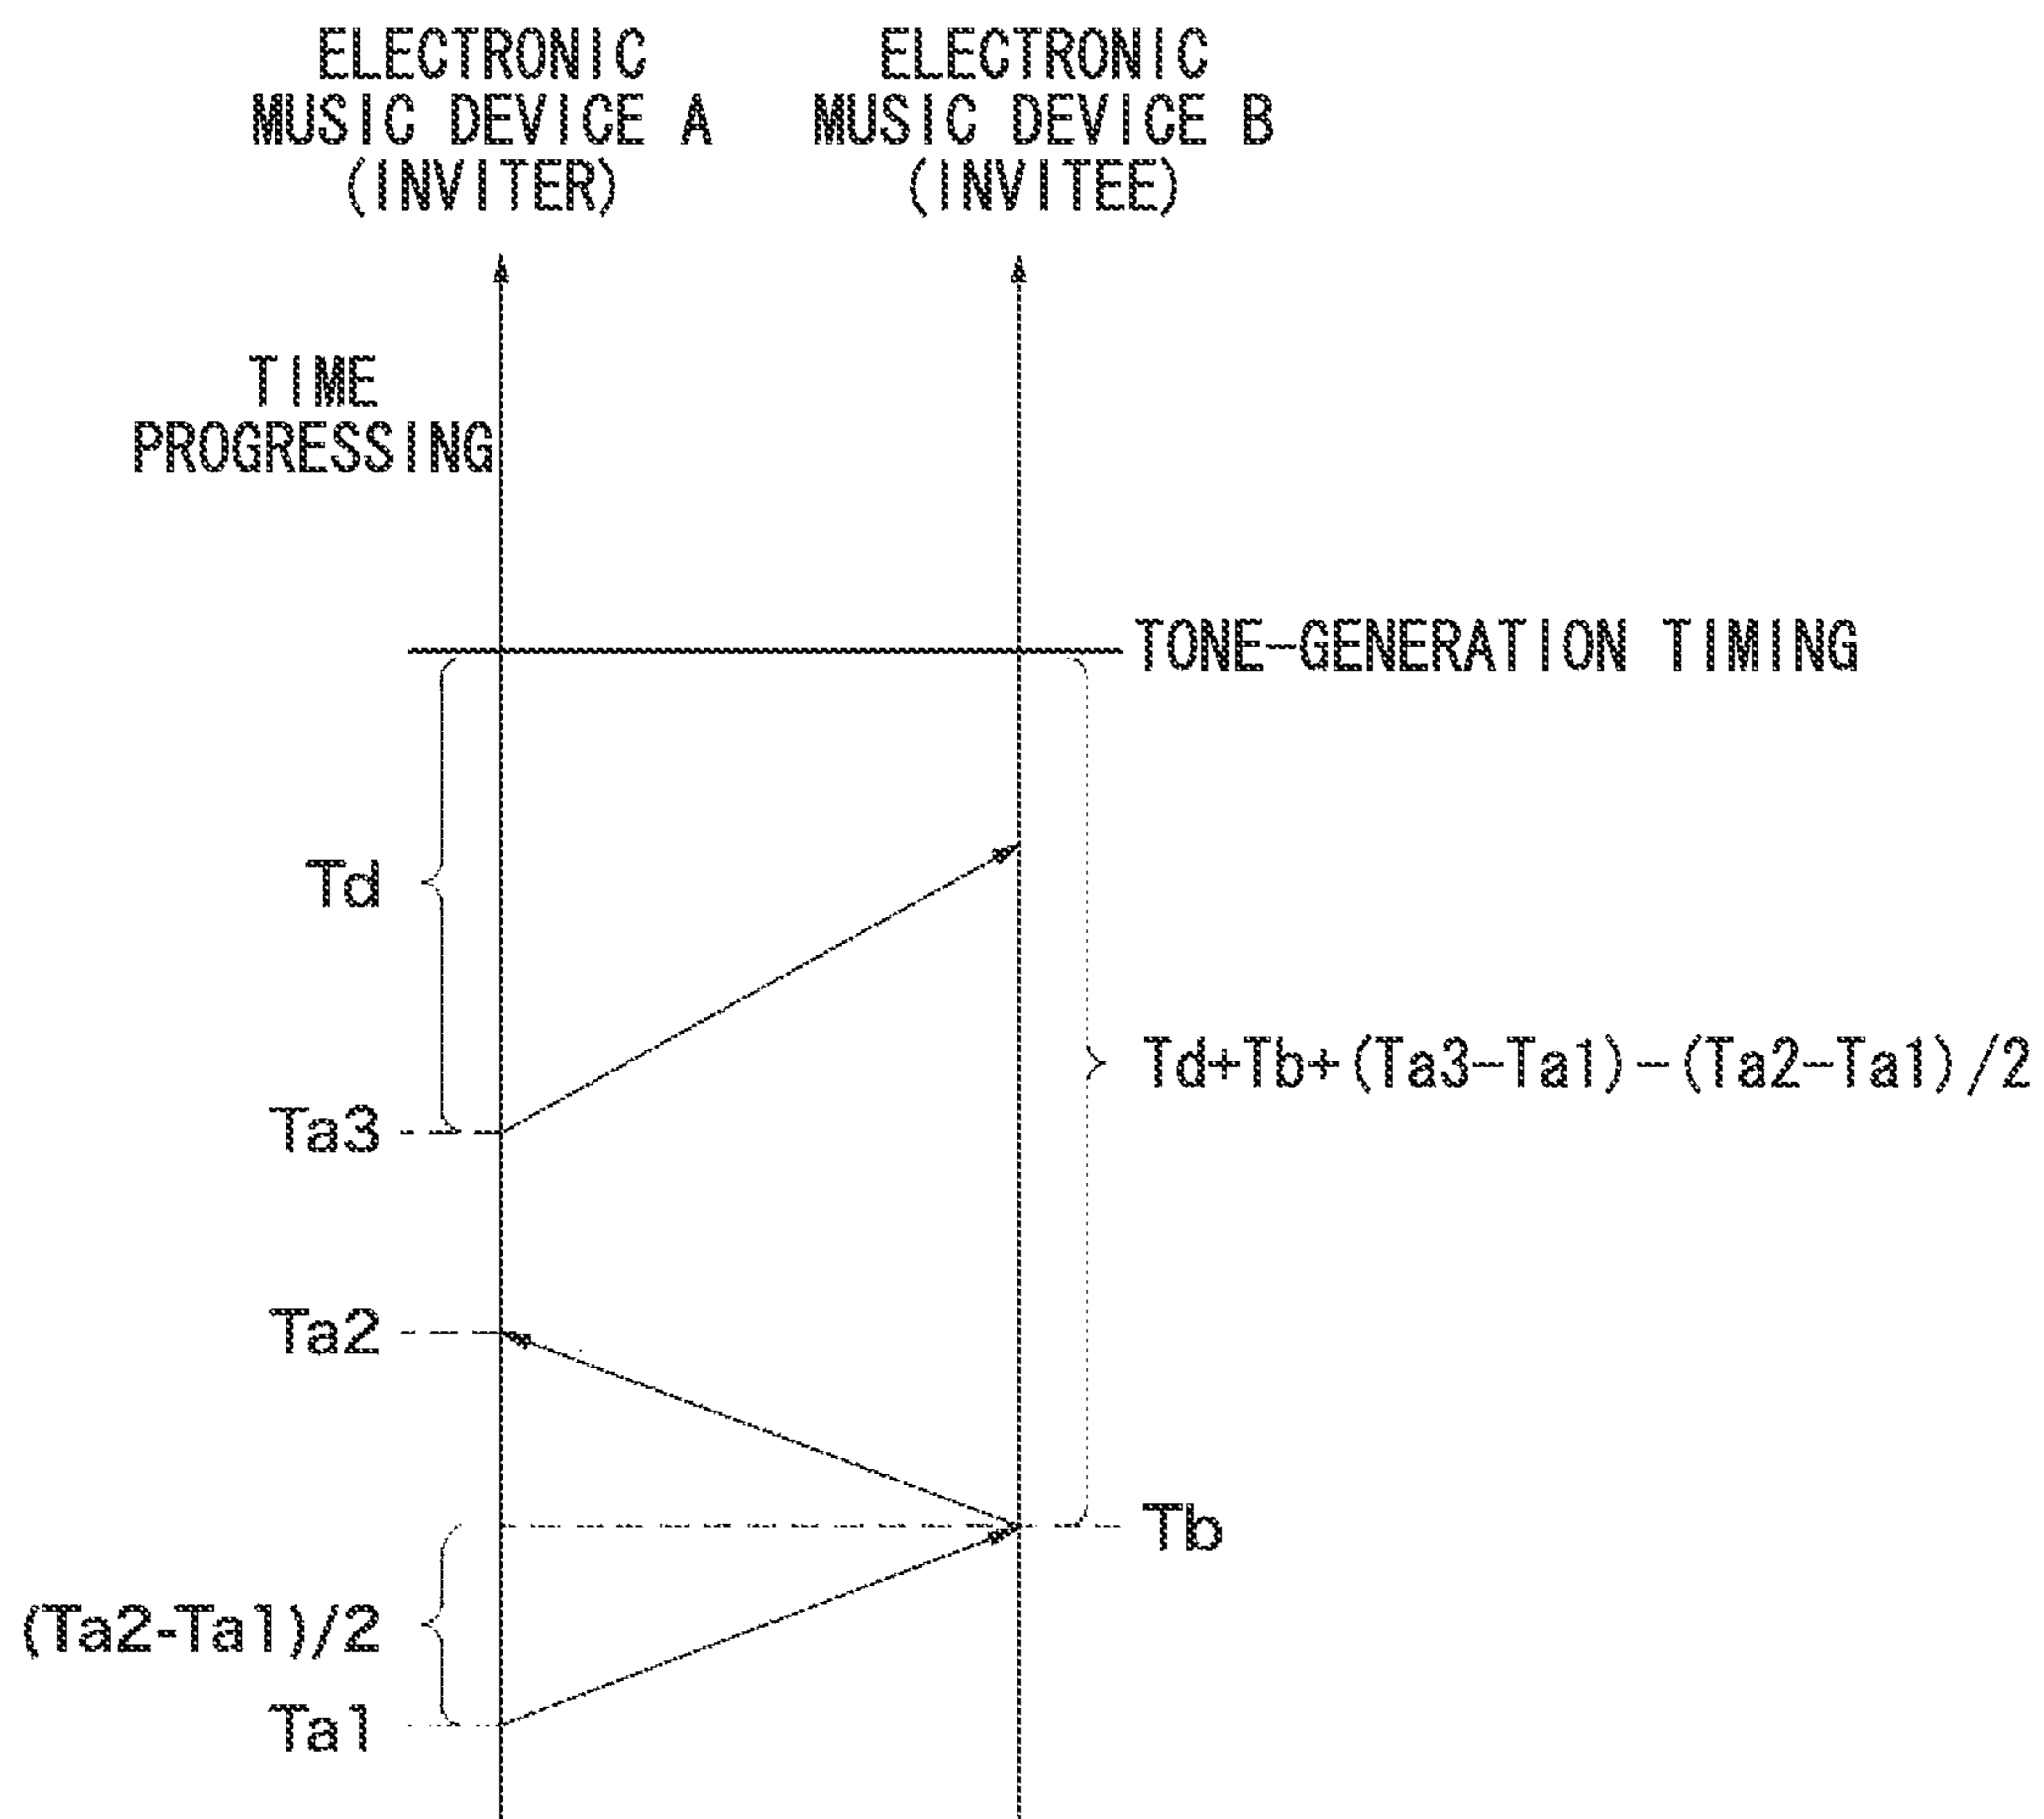 ELECTRONIC
MUSIC DEVICE A
(INVITER)
ELECTRONIC
MUSIC DEVICE B
(INVITEE)
TIME
PROGRESSING
TONE-GENERATION TIMING
Td
Td+Tb+(Ta3-Ta1)-(Ta2-Ta1)/2
Ta3
Ta2
Tb
(Ta2-Ta1)/2
Ta1